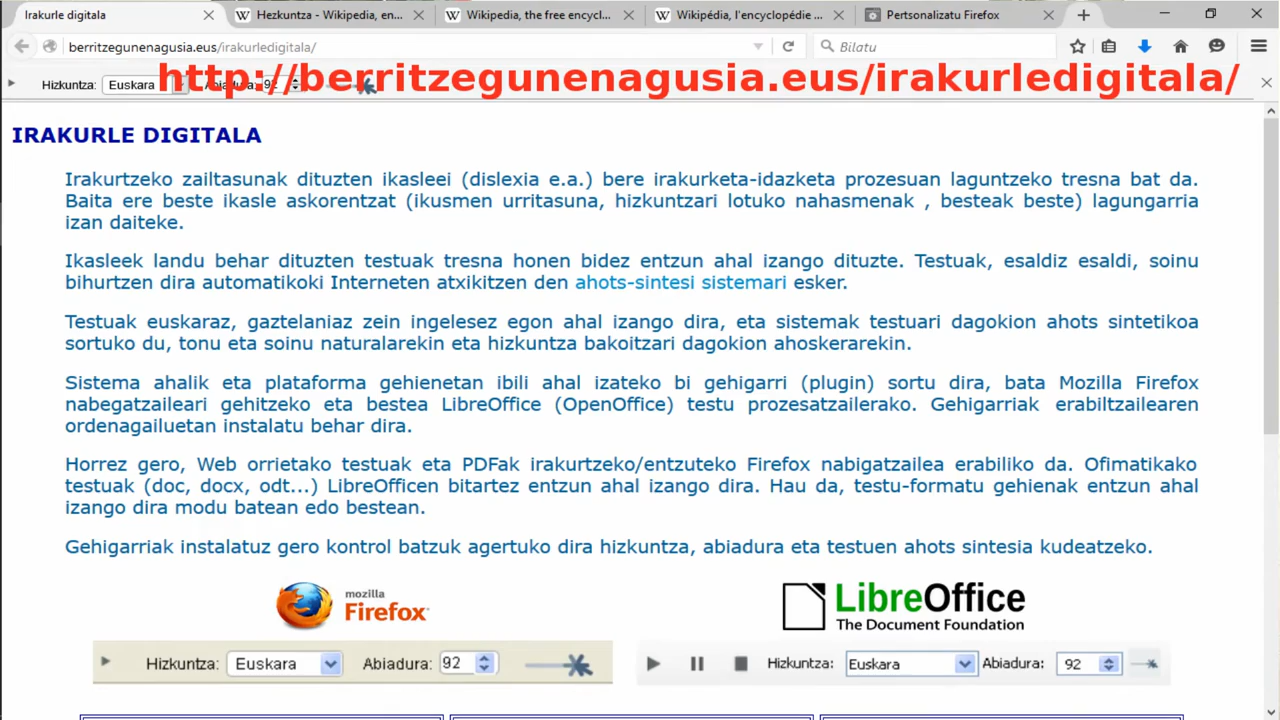 Irakurle digitala
Hezkuntza - Wikipedia, en...
Wikipedia, the free encycl...
Wikipédia, l'encyclopédie ...
Pertsonalizatu Firefox
berritzegunenagusia.eus/irakurledigitala/
Bilatu
Hizkuntza: Euskara Abiadura: 92
http://berritzegunenagusia.eus/irakurledigitala/
IRAKURLE DIGITALA
Irakurtzeko zailtasunak dituzten ikasleei (dislexia e.a.) bere irakurketa-idazketa prozesuan laguntzeko tresna bat da.
Baita ere beste ikasle askorentzat (ikusmen urritasuna, hizkuntzari lotuko nahasmenak , besteak beste) lagungarria
izan daiteke.
Ikasleek landu behar dituzten testuak tresna honen bidez entzun ahal izango dituzte. Testuak, esaldiz esaldi, soinu
bihurtzen dira automatikoki Interneten atxikitzen den ahots-sintesi sistemari esker.
Testuak euskaraz, gaztelaniaz zein ingelesez egon ahal izango dira, eta sistemak testuari dagokion ahots sintetikoa
sortuko du, tonu eta soinu naturalarekin eta hizkuntza bakoitzari dagokion ahoskerarekin.
Sistema ahalik eta plataforma gehienetan ibili ahal izateko bi gehigarri (plugin) sortu dira, bata Mozilla Firefox
nabegatzaileari gehitzeko eta bestea LibreOffice (OpenOffice) testu prozesatzailerako. Gehigarriak erabiltzailearen
ordenagailuetan instalatu behar dira.
Horrez gero, Web orrietako testuak eta PDFak irakurtzeko/entzuteko Firefox nabigatzailea erabiliko da. Ofimatikako
testuak (doc, docx, odt...) LibreOfficen bitartez entzun ahal izango dira. Hau da, testu-formatu gehienak entzun ahal
izango dira modu batean edo bestean.
Gehigarriak instalatuz gero kontrol batzuk agertuko dira hizkuntza, abiadura eta testuen ahots sintesia kudeatzeko.
mozilla
Firefox
LibreOffice
The Document Foundation
Hizkuntza: Euskara Abiadura: 92
Hizkuntza: Euskara Abiadura: 92